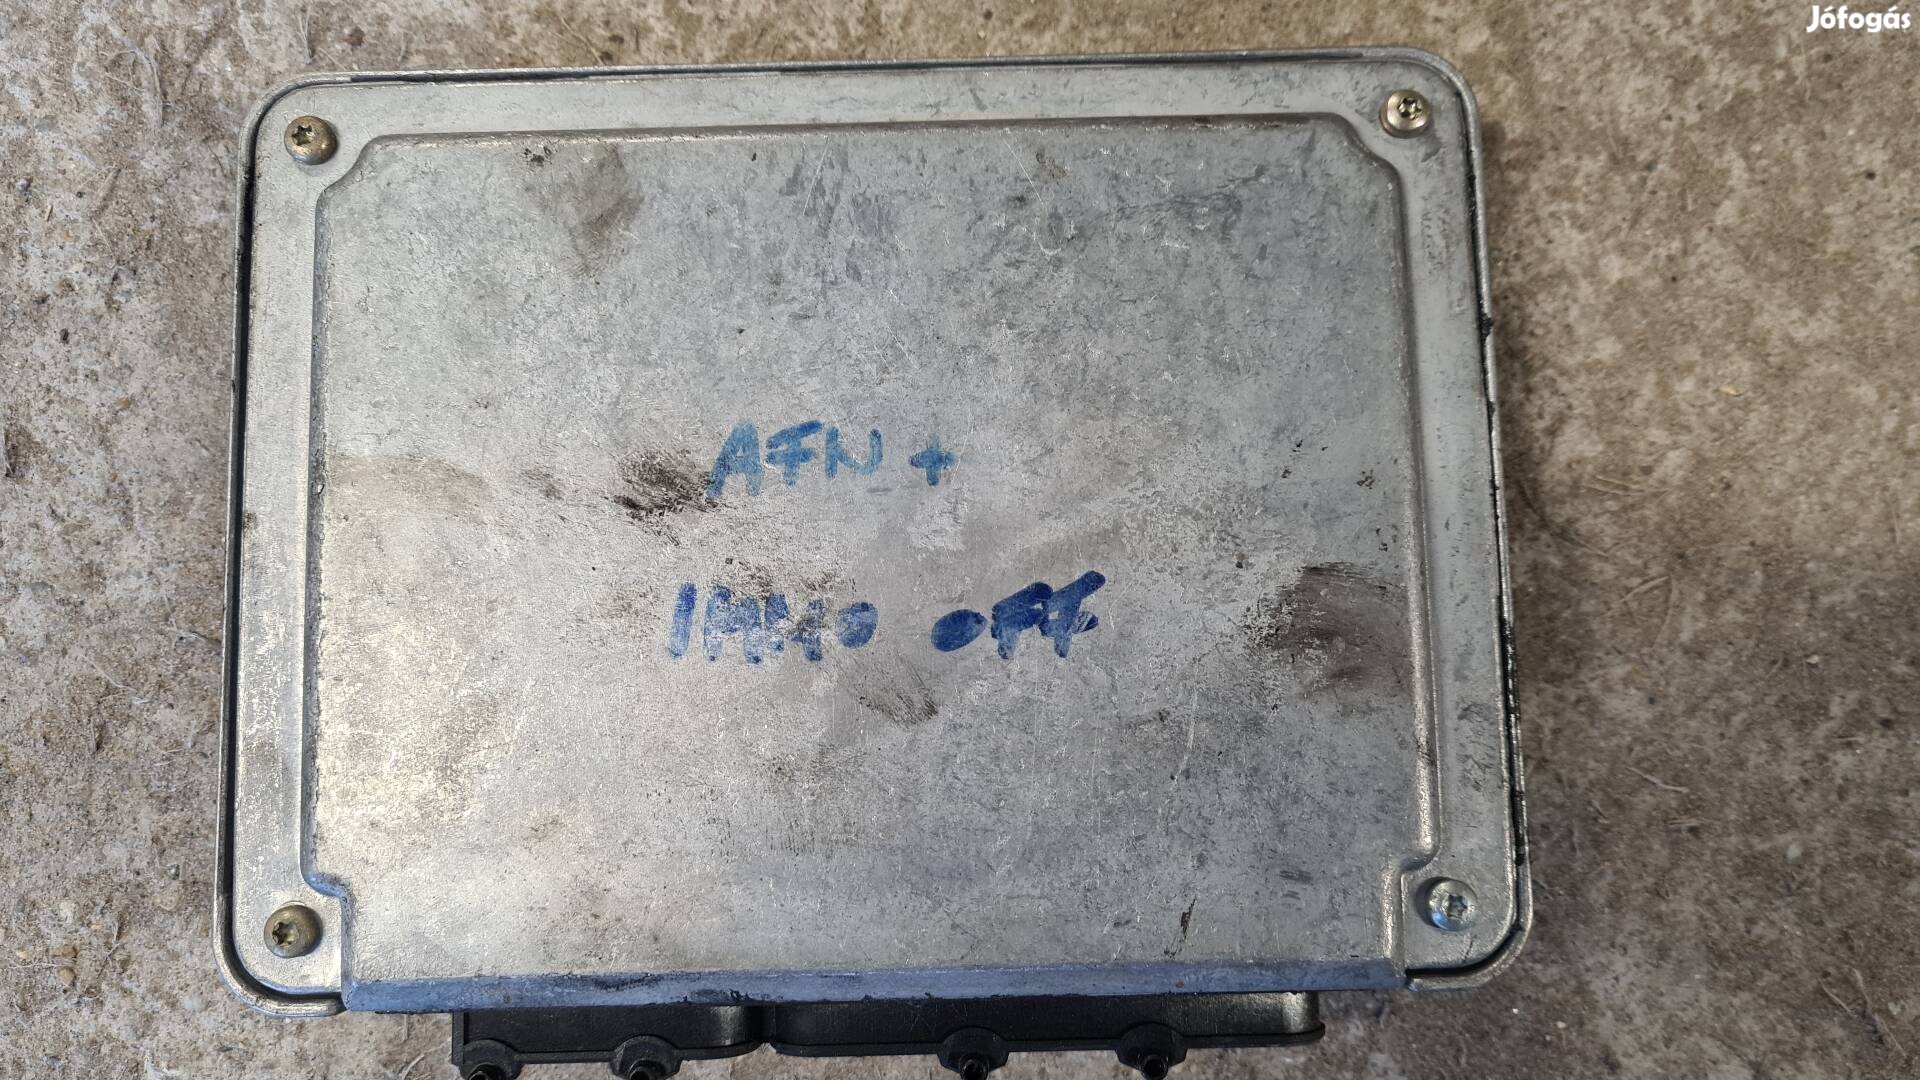 Jófogás
AFN +
IMMO OFF